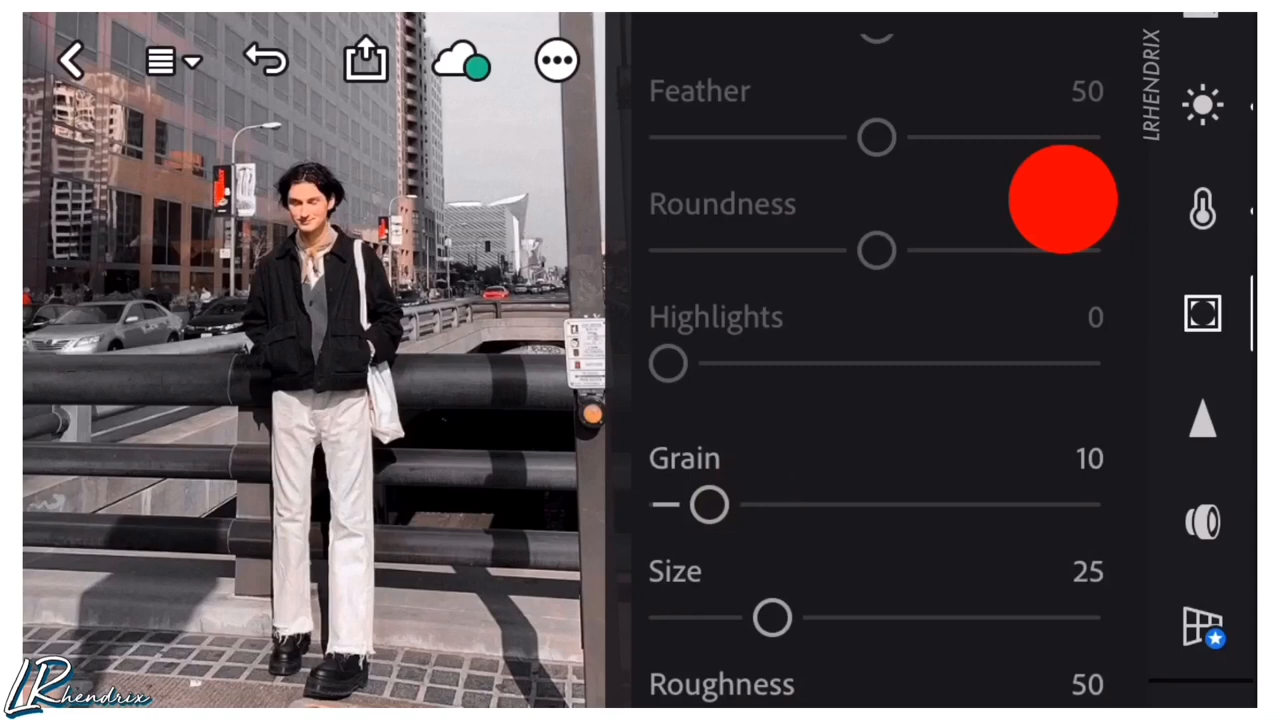 LRHENDRIX
Feather 50
Roundness
Highlights 0
Grain 10
Size 25
Roughness 50
LRhendrix